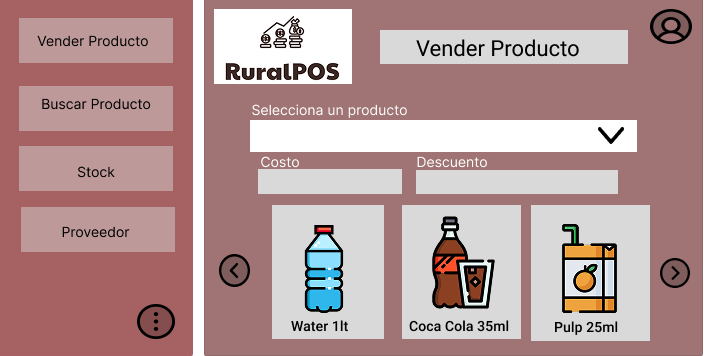 Vender Producto
Buscar Producto
Stock
Proveedor
RuralPOS
Vender Producto
Selecciona un producto
Costo
Descuento
Water 1lt
Coca Cola 35ml
Pulp 25ml